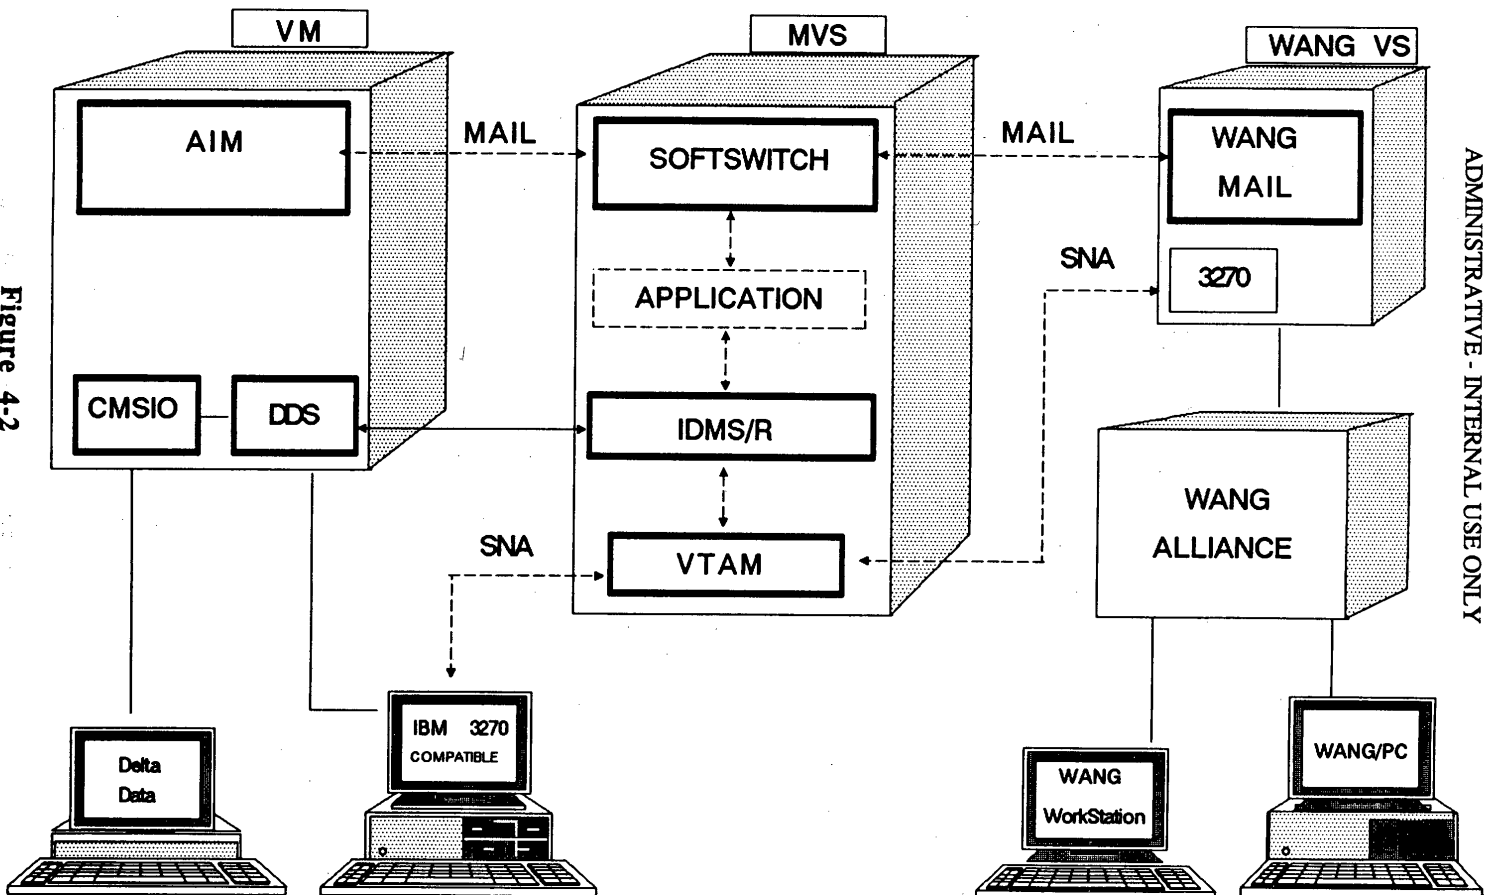 VM
MVS
WANG VS
AIM
MAIL
SOFTSWITCH
MAIL
WANG
MAIL
SNA
3270
APPLICATION
CMSIO
DDS
IDMS/R
WANG
ALLIANCE
SNA
VTAM
Delta
Data
IBM 3270
COMPATIBLE
WANG
WorkStation
WANG/PC
Figure 4-2
ADMINISTRATIVE - INTERNAL USE ONLY